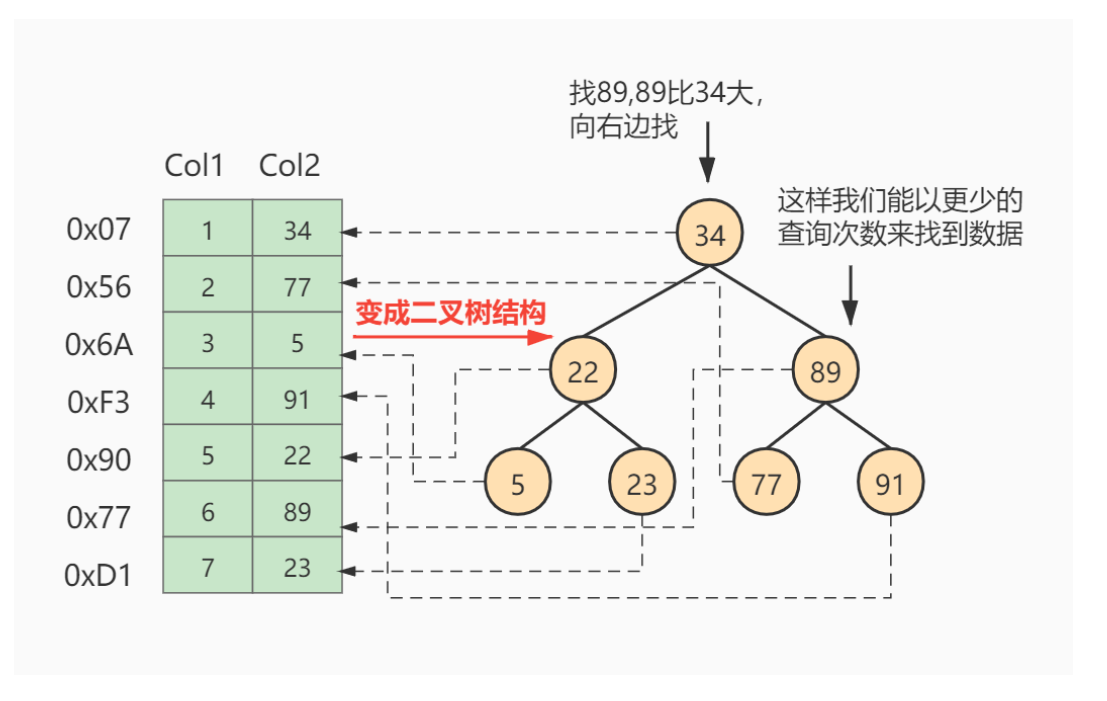 找89,89比34大,
向右边找
这样我们能以更少的
查询次数来找到数据
Col1 Col2
0x07 1 34
0x56 2 77
0x6A 3 5
0xF3 4 91
0x90 5 22
0x77 6 89
0xD1 7 23
变成二叉树结构
34
22 89
5 23 77 91